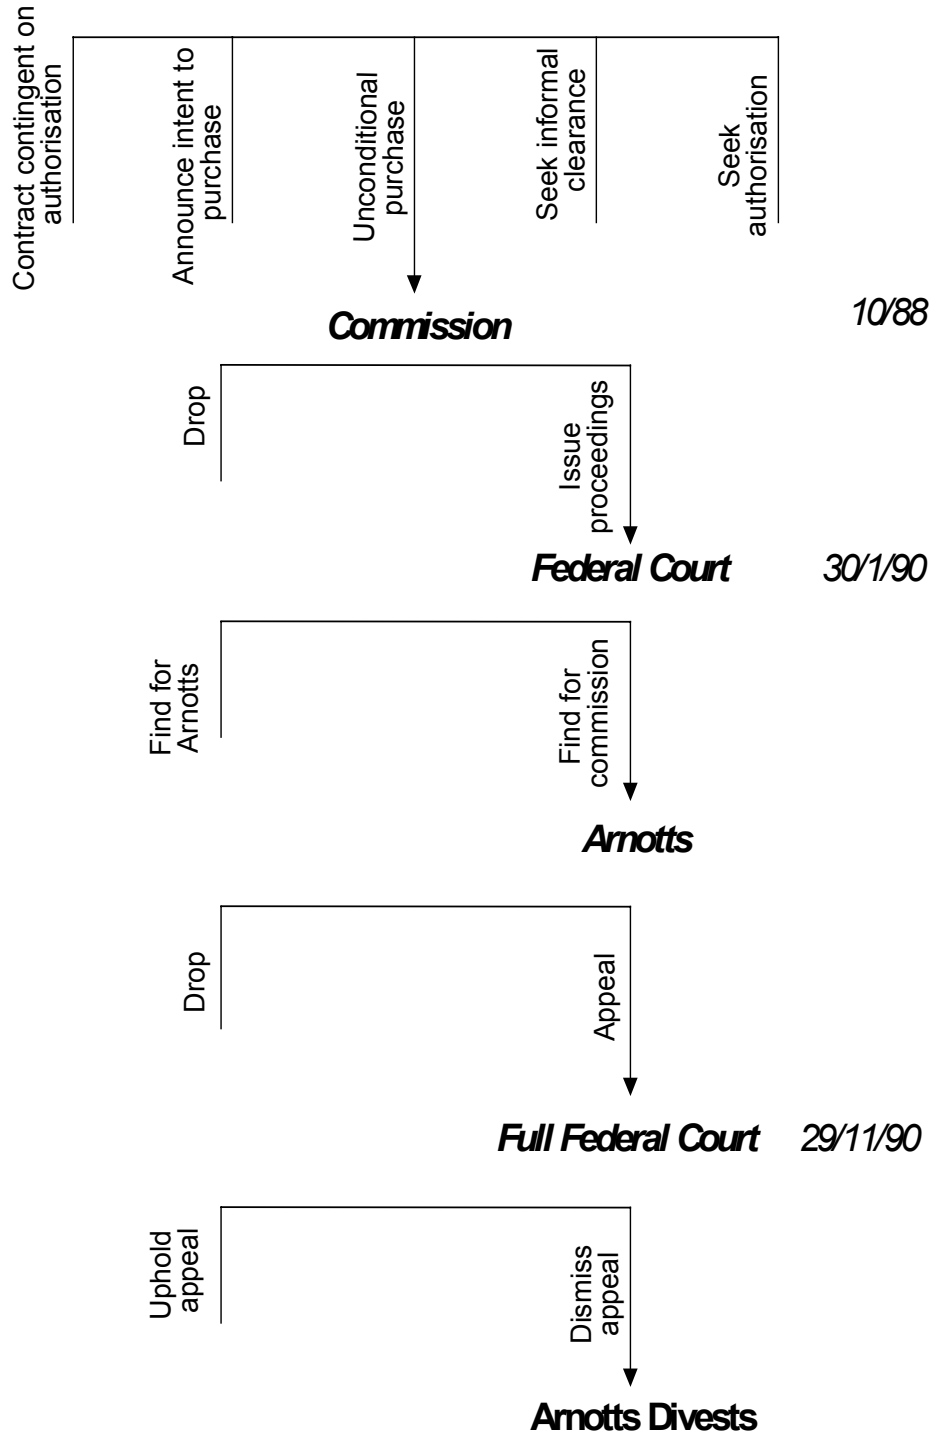 Contract contingent on
authorisation
Announce intent to
purchase
Unconditional
purchase
Seek informal
clearance
Seek
authorisation
Commission
10/88
Drop
Issue
proceedings
Federal Court
30/1/90
Find for
Arnotts
Find for
commission
Arnotts
Drop
Appeal
Full Federal Court
29/11/90
Uphold
appeal
Dismiss
appeal
Arnotts Divests